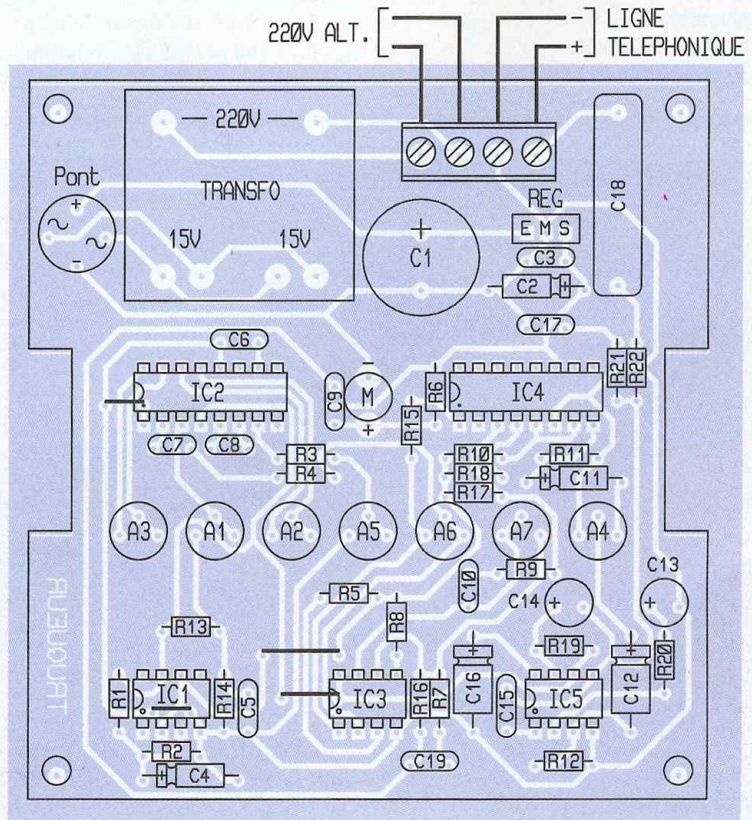 220V ALT.
- LIGNE
+ TELEPHONIQUE
220V
Pont
+
-
TRANSFO
15V 15V
C18
REG
E M S
+
C1
C3
C2 +
C17
C6
IC2
C9
-
M
+
R6
R15
IC4
R21
R22
C7 C8
R3
R4
R10
R18
R17
R11
+ C11
A3 A1 A2 A5 A6 A7 A4
R9
C10
C13
+
C14
+
R5
R8
TRUQUEUR
R13
R19
R20
R1
IC1
R14
C5
IC3
R16
R7
+
C16
C15
IC5
+
C12
R2
+ C4
C19
R12